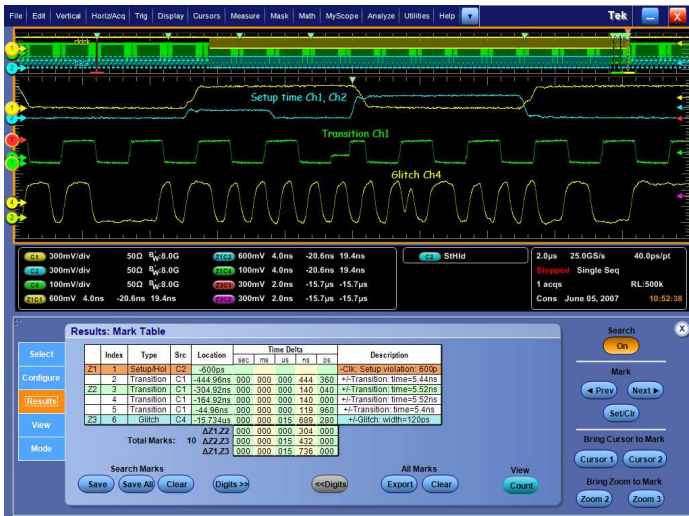 File Edit Vertical Horiz/Acq Trig Display Cursors Measure Mask Math MyScope Analyze Utilities Help Tek X
Setup time Ch1, Ch2
Transition Ch1
Glitch Ch4
C1 300mV/div 50Ω BW:8.0G Z1C2 600mV 4.0ns -20.6ns 19.4ns C2 StHld 2.0µs 25.0GS/s 40.0ps/pt
C2 300mV/div 50Ω BW:8.0G Z1C4 100mV 4.0ns -20.6ns 19.4ns Stopped Single Seq
C4 100mV/div 50Ω BW:8.0G Z3C1 300mV 2.0ns -15.7µs -15.7µs 1 acqs RL:500k
Z1C1 600mV 4.0ns -20.6ns 19.4ns 300mV 2.0ns -15.7µs -15.7µs Cons June 05, 2007 10:52:38
Results: Mark Table
Select
Configure
Results
View
Mode
Index Type Src Location Time Delta Description
sec ms us ns ps
Z1 1 Setup/Hol C2 -600ps -Clk; Setup violation: 600p
2 Transition C1 -444.96ns 000 000 000 444 360 +/-Transition: time=5.44ns
Z2 3 Transition C1 -304.92ns 000 000 000 140 040 +/-Transition: time=5.52ns
4 Transition C1 -164.92ns 000 000 000 140 000 +/-Transition: time=5.52ns
5 Transition C1 -44.96ns 000 000 000 119 960 +/-Transition: time=5.4ns
Z3 6 Glitch C4 -15.734us 000 000 015 689 280 +/-Glitch: width=120ps
ΔZ1,Z2 000 000 000 304 000
Total Marks: 10 ΔZ2,Z3 000 000 015 432 000
ΔZ1,Z3 000 000 015 736 000
Search Marks
Save Save All Clear Digits >> <<Digits
All Marks
Export Clear
View
Count
Search X
On
Mark
Prev Next
Set/Clr
Bring Cursor to Mark
Cursor 1 Cursor 2
Bring Zoom to Mark
Zoom 2 Zoom 3